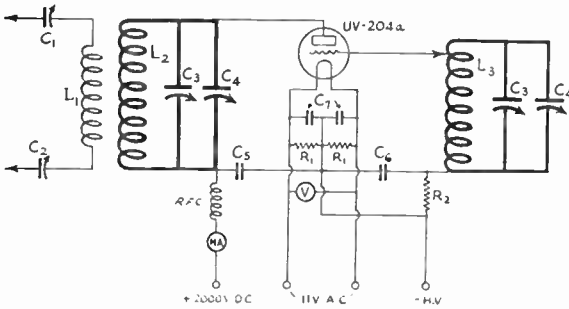 UV-204a
C1
L2
C3
C4
L1
C2
C7
R1
R1
V
C5
C6
L3
C3
C4
R2
RFC
MA
+2000V DC
11V AC
-H.V